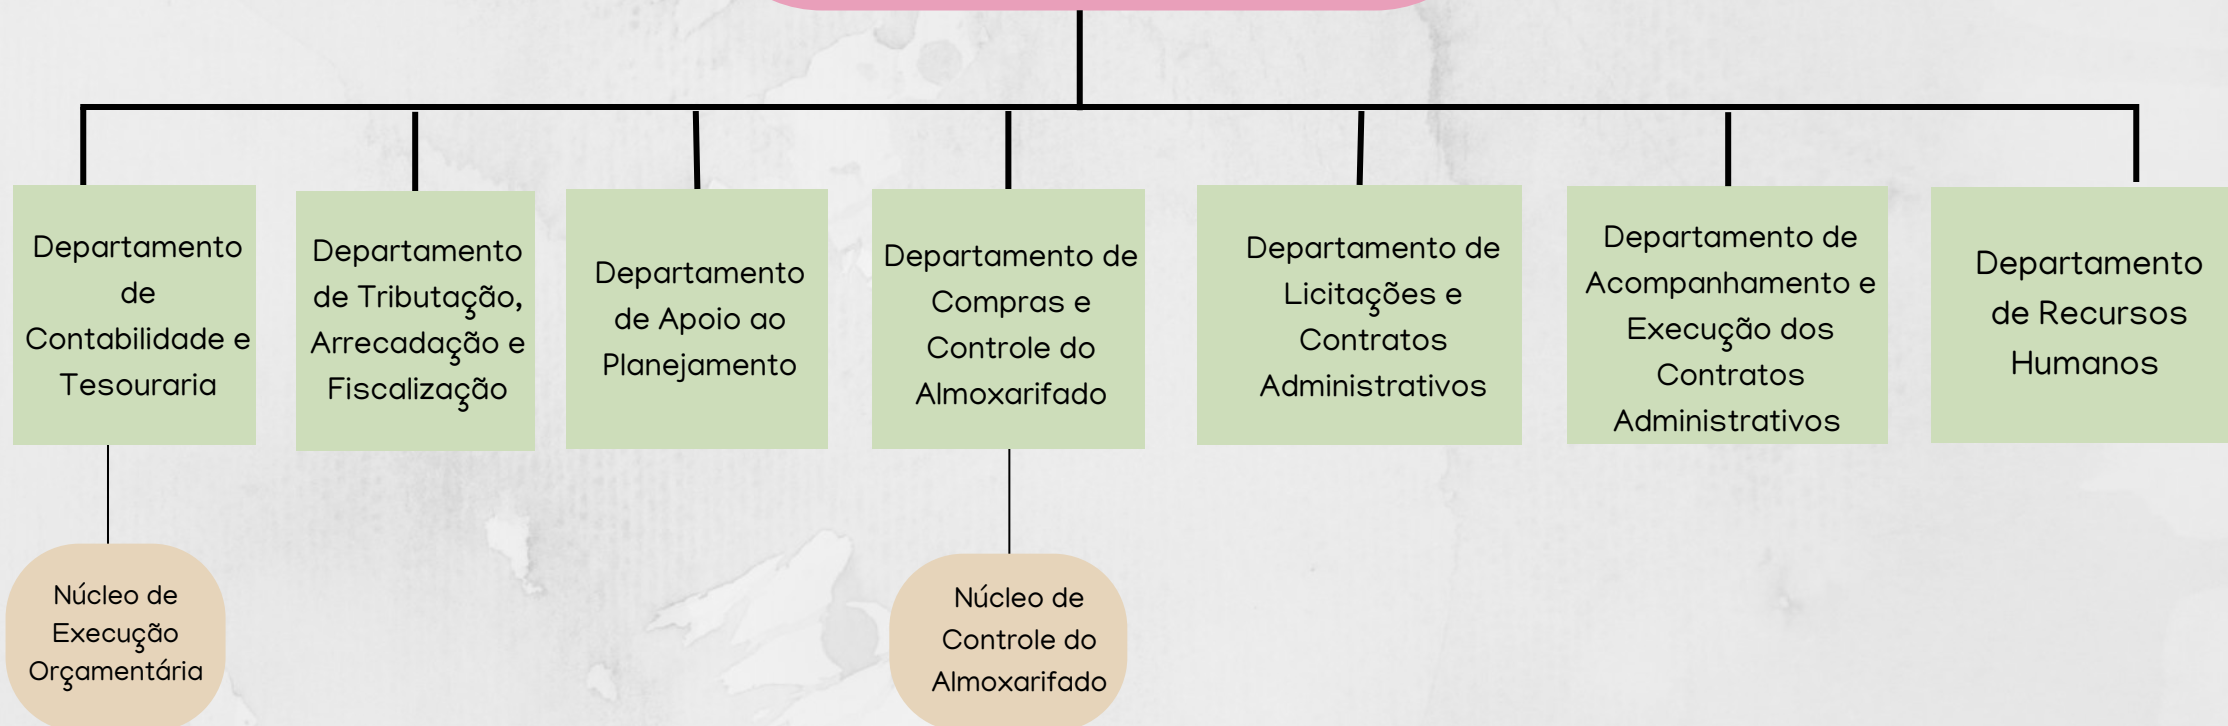 Departamento
de
Contabilidade e
Tesouraria
Departamento
de Tributação,
Arrecadação e
Fiscalização
Departamento
de Apoio ao
Planejamento
Departamento de
Compras e
Controle do
Almoxarifado
Departamento de
Licitações e
Contratos
Administrativos
Departamento de
Acompanhamento e
Execução dos
Contratos
Administrativos
Departamento
de Recursos
Humanos
Núcleo de
Execução
Orçamentária
Núcleo de
Controle do
Almoxarifado